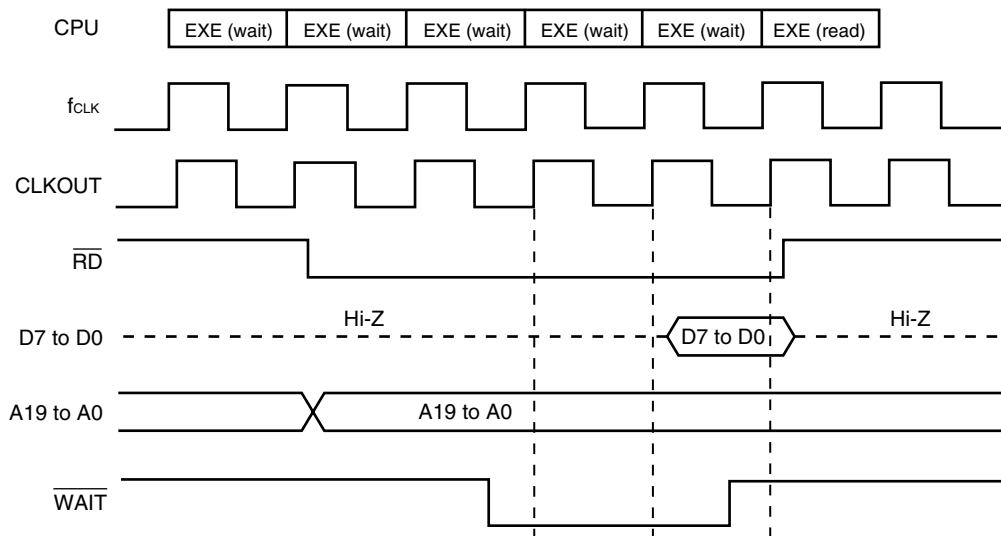 CPU EXE (wait) EXE (wait) EXE (wait) EXE (wait) EXE (wait) EXE (read)
fCLK
CLKOUT
RD
D7 to D0 Hi-Z D7 to D0 Hi-Z
A19 to A0 A19 to A0
WAIT